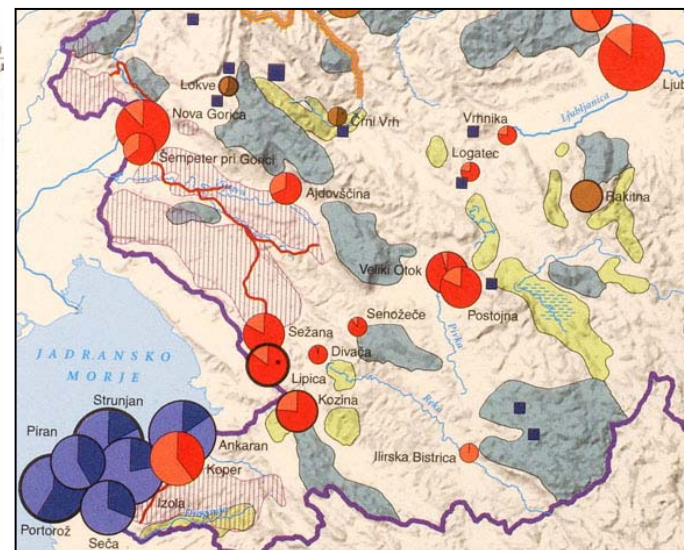 Lokve
Nova Gorica
Črni Vrh
Vrhnika
Ljubljanica
Ljub
Šempeter pri Gorici
Logatec
Ajdovščina
Rakitna
Veliki Otok
Postojna
Pivka
Senožeče
Sežana
Divača
Lipica
JADRANSKO
MORJE
Kozina
Reka
Strunjan
Piran
Ankaran
Koper
Ilirska Bistrica
Izola
Portorož
Seča